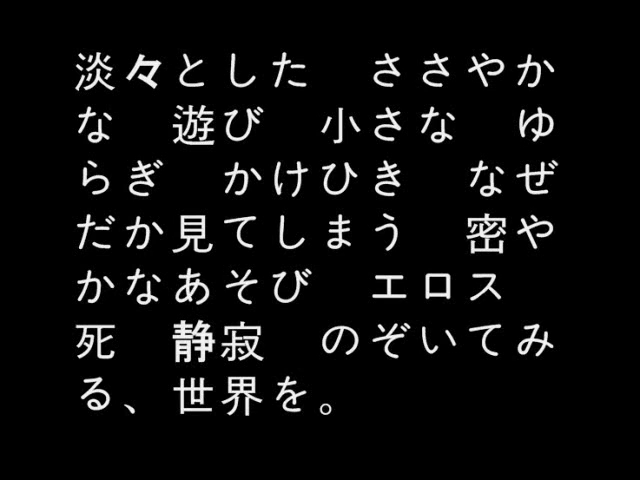 淡々とした　ささやか
な　遊び　小さな　ゆ
らぎ　かけひき　なぜ
だか見てしまう　密や
かなあそび　エロス
死　静寂　のぞいてみ
る、世界を。